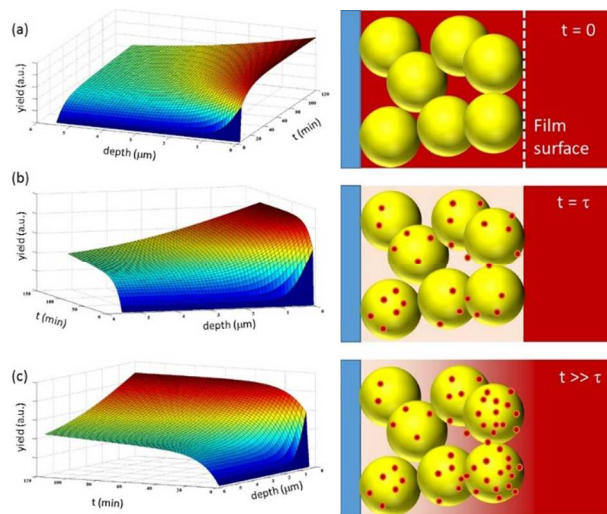 (a)
yield (a.u.)
depth (μm)
t (min)
t = 0
Film
surface
(b)
yield (a.u.)
t (min)
depth (μm)
t = τ
(c)
yield (a.u.)
t (min)
depth (μm)
t >> τ